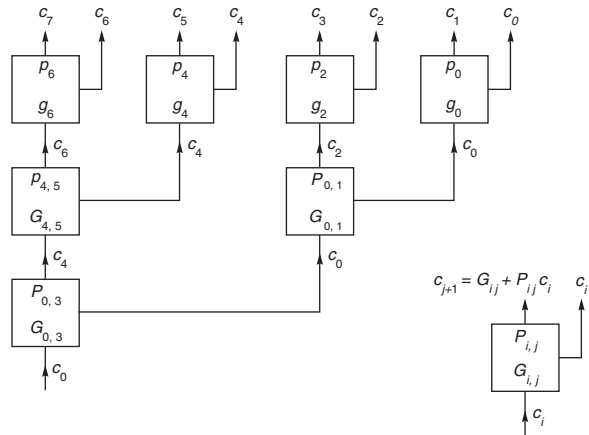 c7 c6 c5 c4 c3 c2 c1 c0
p6 p4 p2 p0
g6 g4 g2 g0
c6 c4 c2 c0
p4, 5 P0, 1
G4, 5 G0, 1
c4 c0
P0, 3
G0, 3
c0
cj+1 = Gi j + Pi j ci ci
Pi, j
Gi, j
ci